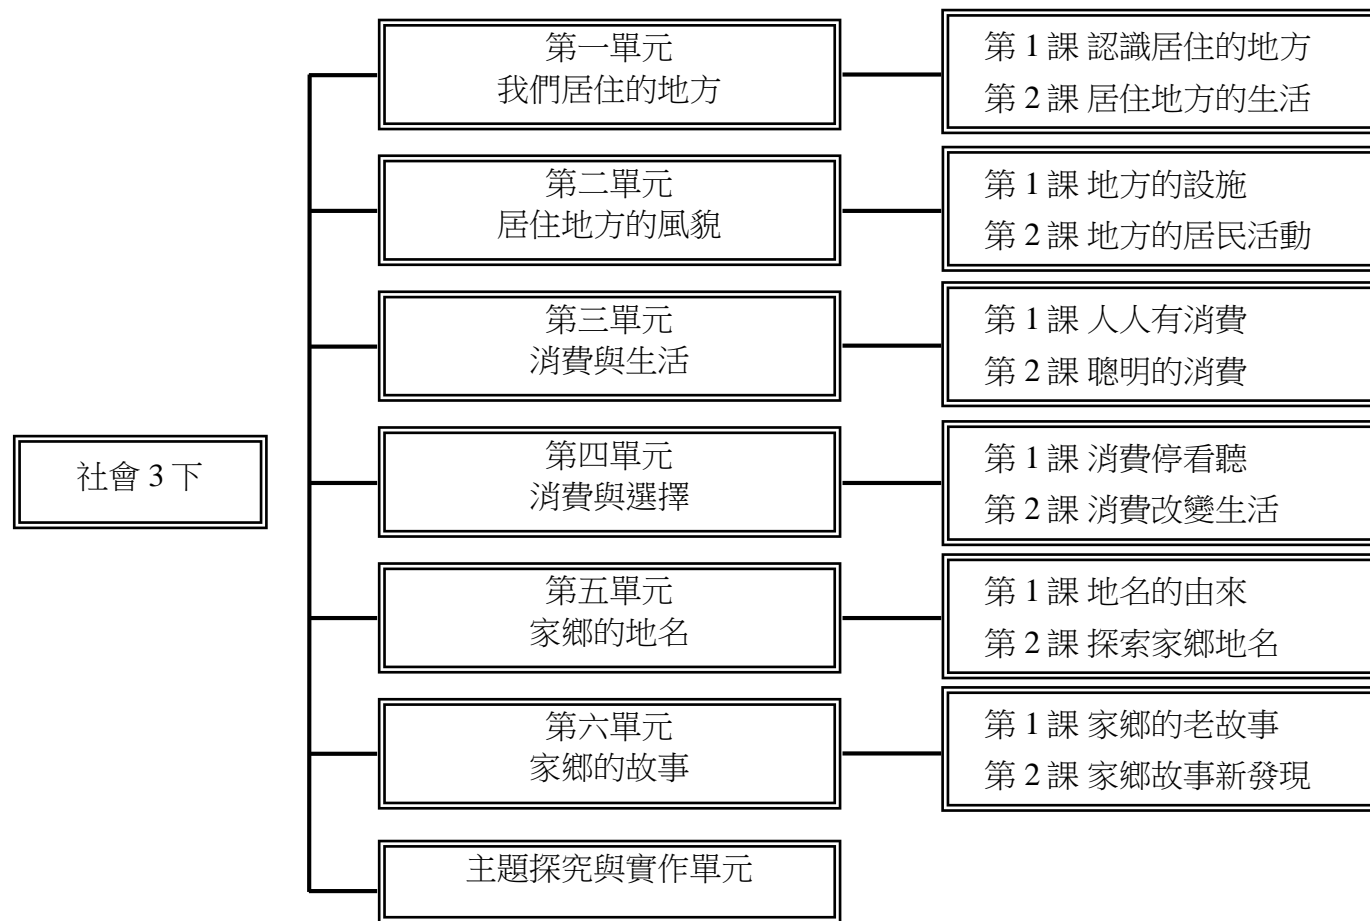 社會 3 下
第一單元
我們居住的地方
第 1 課 認識居住的地方
第 2 課 居住地方的生活
第二單元
居住地方的風貌
第 1 課 地方的設施
第 2 課 地方的居民活動
第三單元
消費與生活
第 1 課 人人有消費
第 2 課 聰明的消費
第四單元
消費與選擇
第 1 課 消費停看聽
第 2 課 消費改變生活
第五單元
家鄉的地名
第 1 課 地名的由來
第 2 課 探索家鄉地名
第六單元
家鄉的故事
第 1 課 家鄉的老故事
第 2 課 家鄉故事新發現
主題探究與實作單元